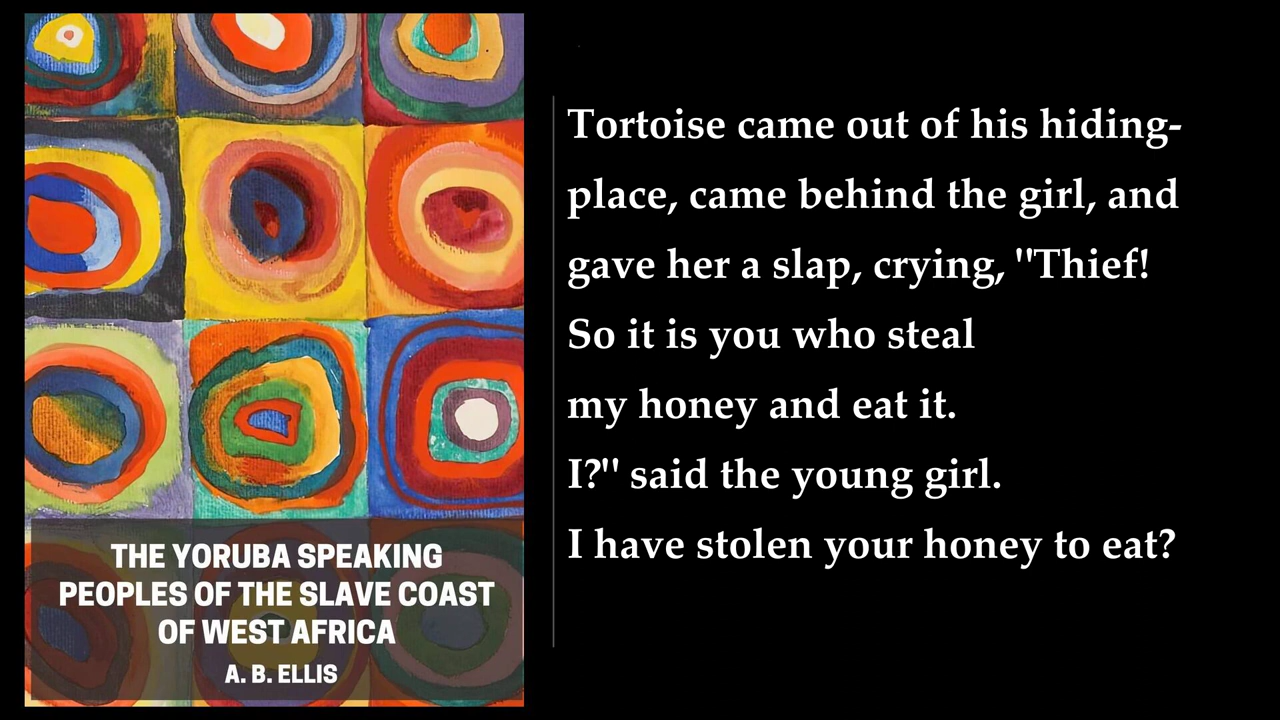 Tortoise came out of his hiding-
place, came behind the girl, and
gave her a slap, crying, "Thief!
So it is you who steal
my honey and eat it.
I?" said the young girl.
I have stolen your honey to eat?
THE YORUBA SPEAKING
PEOPLES OF THE SLAVE COAST
OF WEST AFRICA
A. B. ELLIS